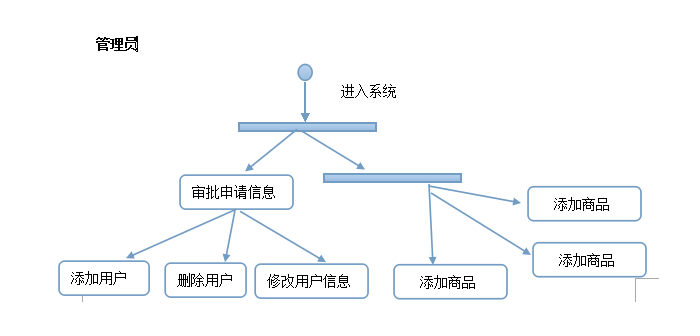 管理员
进入系统
审批申请信息
添加商品
添加商品
添加用户
删除用户
修改用户信息
添加商品